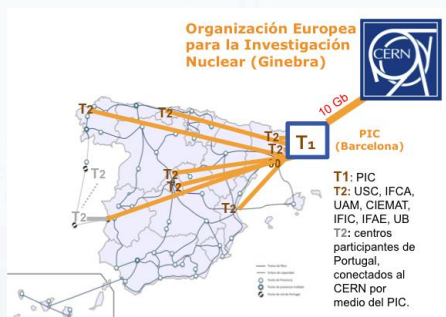 Organización Europea
para la Investigación
Nuclear (Ginebra)
CERN
10 Gb
T1
PIC
(Barcelona)
T2
T2
T2
T2
T2
T2
T2
T2
T1: PIC
T2: USC, IFCA,
UAM, CIEMAT,
IFIC, IFAE, UB
T2: centros
participantes de
Portugal,
conectados al
CERN por
medio del PIC.